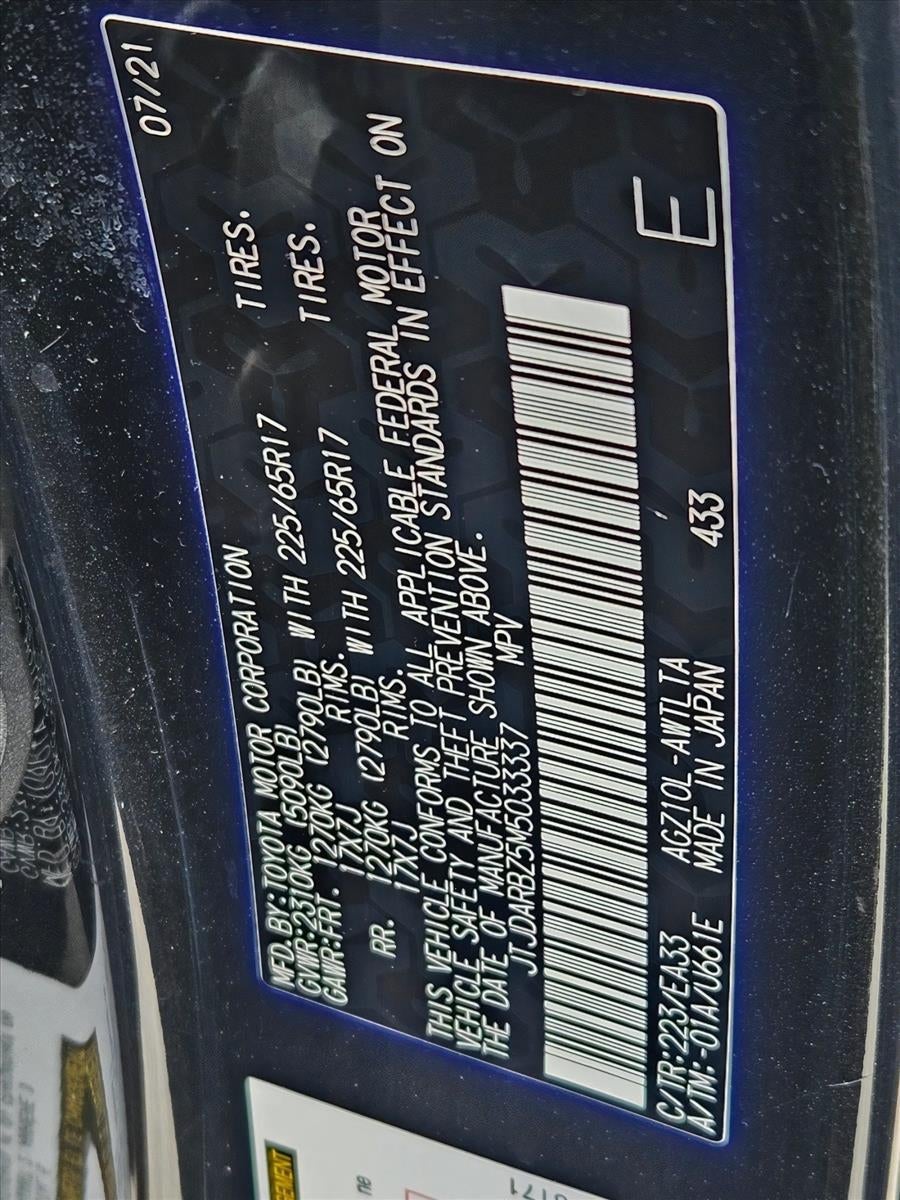 07/21
MFD.BY:TOYOTA MOTOR CORPORATION
GVWR:2310KG (5090LB)
GAWR:FRT. 1270KG (2790LB) WITH 225/65R17 TIRES.
17X7J RIMS.
RR. 1270KG (2790LB) WITH 225/65R17 TIRES.
17X7J RIMS.
THIS VEHICLE CONFORMS TO ALL APPLICABLE FEDERAL MOTOR
VEHICLE SAFETY AND THEFT PREVENTION STANDARDS IN EFFECT ON
THE DATE OF MANUFACTURE SHOWN ABOVE.
JTJDARBZ5M5033337 MPV
C/TR:223/EA33 AGZ10L-AWTLTA
A/TM:-01A/U661E MADE IN JAPAN 433
E